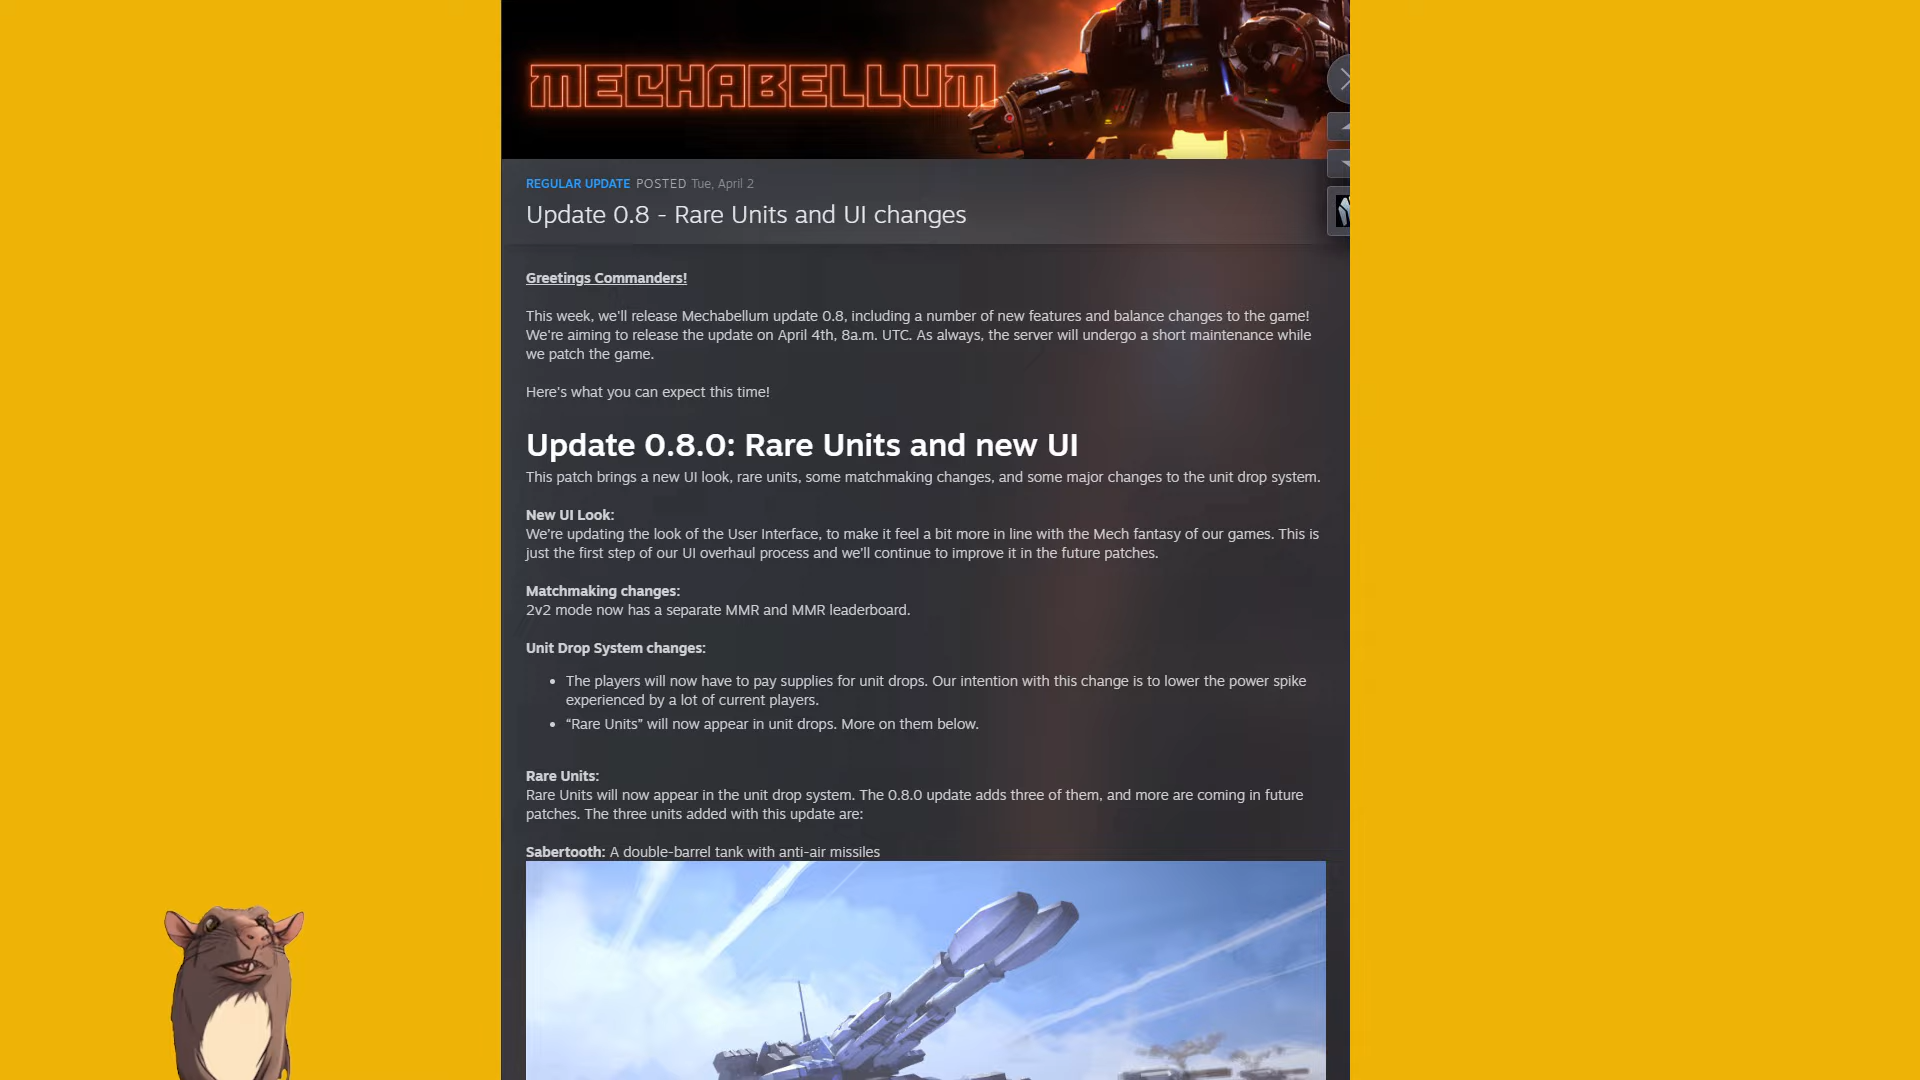 MECHABELLUM
REGULAR UPDATE POSTED Tue, April 2
Update 0.8 - Rare Units and UI changes
Greetings Commanders!
This week, we'll release Mechabellum update 0.8, including a number of new features and balance changes to the game!
We're aiming to release the update on April 4th, 8a.m. UTC. As always, the server will undergo a short maintenance while
we patch the game.
Here's what you can expect this time!
Update 0.8.0: Rare Units and new UI
This patch brings a new UI look, rare units, some matchmaking changes, and some major changes to the unit drop system.
New UI Look:
We're updating the look of the User Interface, to make it feel a bit more in line with the Mech fantasy of our games. This is
just the first step of our UI overhaul process and we'll continue to improve it in the future patches.
Matchmaking changes:
2v2 mode now has a separate MMR and MMR leaderboard.
Unit Drop System changes:
• The players will now have to pay supplies for unit drops. Our intention with this change is to lower the power spike
experienced by a lot of current players.
• “Rare Units” will now appear in unit drops. More on them below.
Rare Units:
Rare Units will now appear in the unit drop system. The 0.8.0 update adds three of them, and more are coming in future
patches. The three units added with this update are:
Sabertooth: A double-barrel tank with anti-air missiles